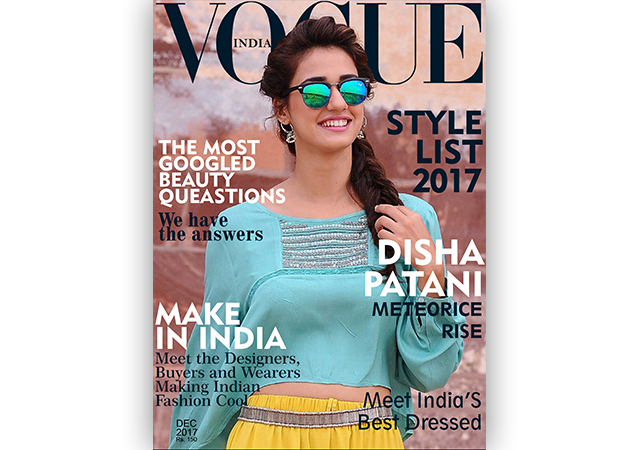 VOGUE
INDIA
STYLE
LIST
2017
THE MOST
GOOGLED
BEAUTY
QUEASTIONS
We have
the answers
DISHA
PATANI
METEORICE
RISE
MAKE
IN INDIA
Meet the Designers,
Buyers and Wearers
Making Indian
Fashion Cool
Meet India'S
Best Dressed
DEC
2017
Rs. 150